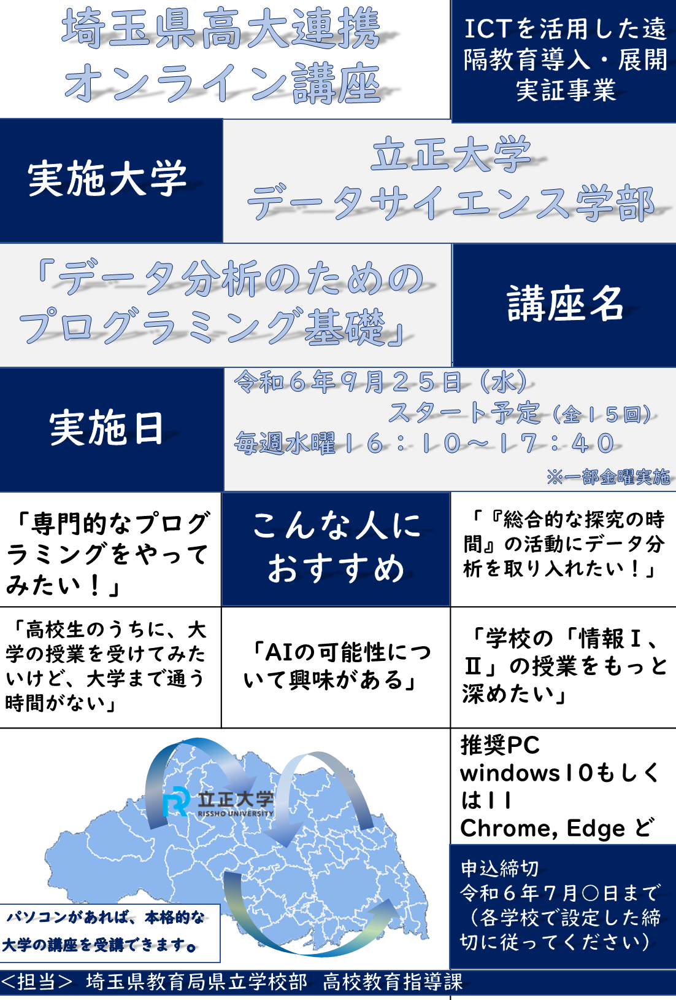 埼玉県高大連携
オンライン講座
ICTを活用した遠
隔教育導入・展開
実証事業
実施大学
立正大学
データサイエンス学部
「データ分析のための
プログラミング基礎」
講座名
実施日
令和６年９月２５日（水）
スタート予定（全１５回）
毎週水曜１６：１０～１７：４０
※一部金曜実施
「専門的なプログ
ラミングをやって
みたい！」
こんな人に
おすすめ
「『総合的な探究の時
間』の活動にデータ分
析を取り入れたい！」
「高校生のうちに、大
学の授業を受けてみた
いけど、大学まで通う
時間がない」
「AIの可能性につ
いて興味がある」
「学校の「情報Ⅰ、
Ⅱ」の授業をもっと
深めたい」
立正大学
RISSHO UNIVERSITY
推奨PC
windows10もしく
は11
Chrome, Edge ど
パソコンがあれば、本格的な
大学の講座を受講できます。
申込締切
令和６年７月○日まで
（各学校で設定した締
切に従ってください）
＜担当＞ 埼玉県教育局県立学校部 高校教育指導課